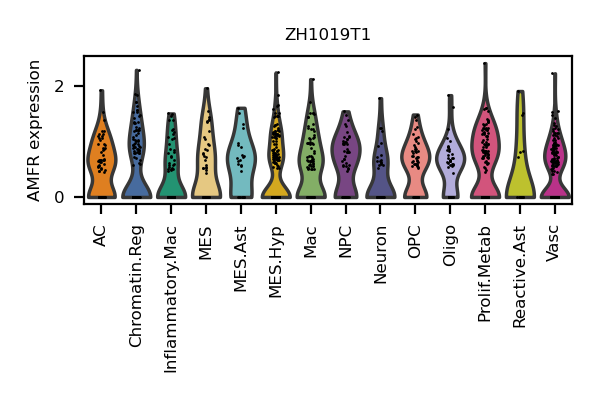 ZH1019T1
AMFR expression
2
0
AC
Chromatin.Reg
Inflammatory.Mac
MES
MES.Ast
MES.Hyp
Mac
NPC
Neuron
OPC
Oligo
Prolif.Metab
Reactive.Ast
Vasc